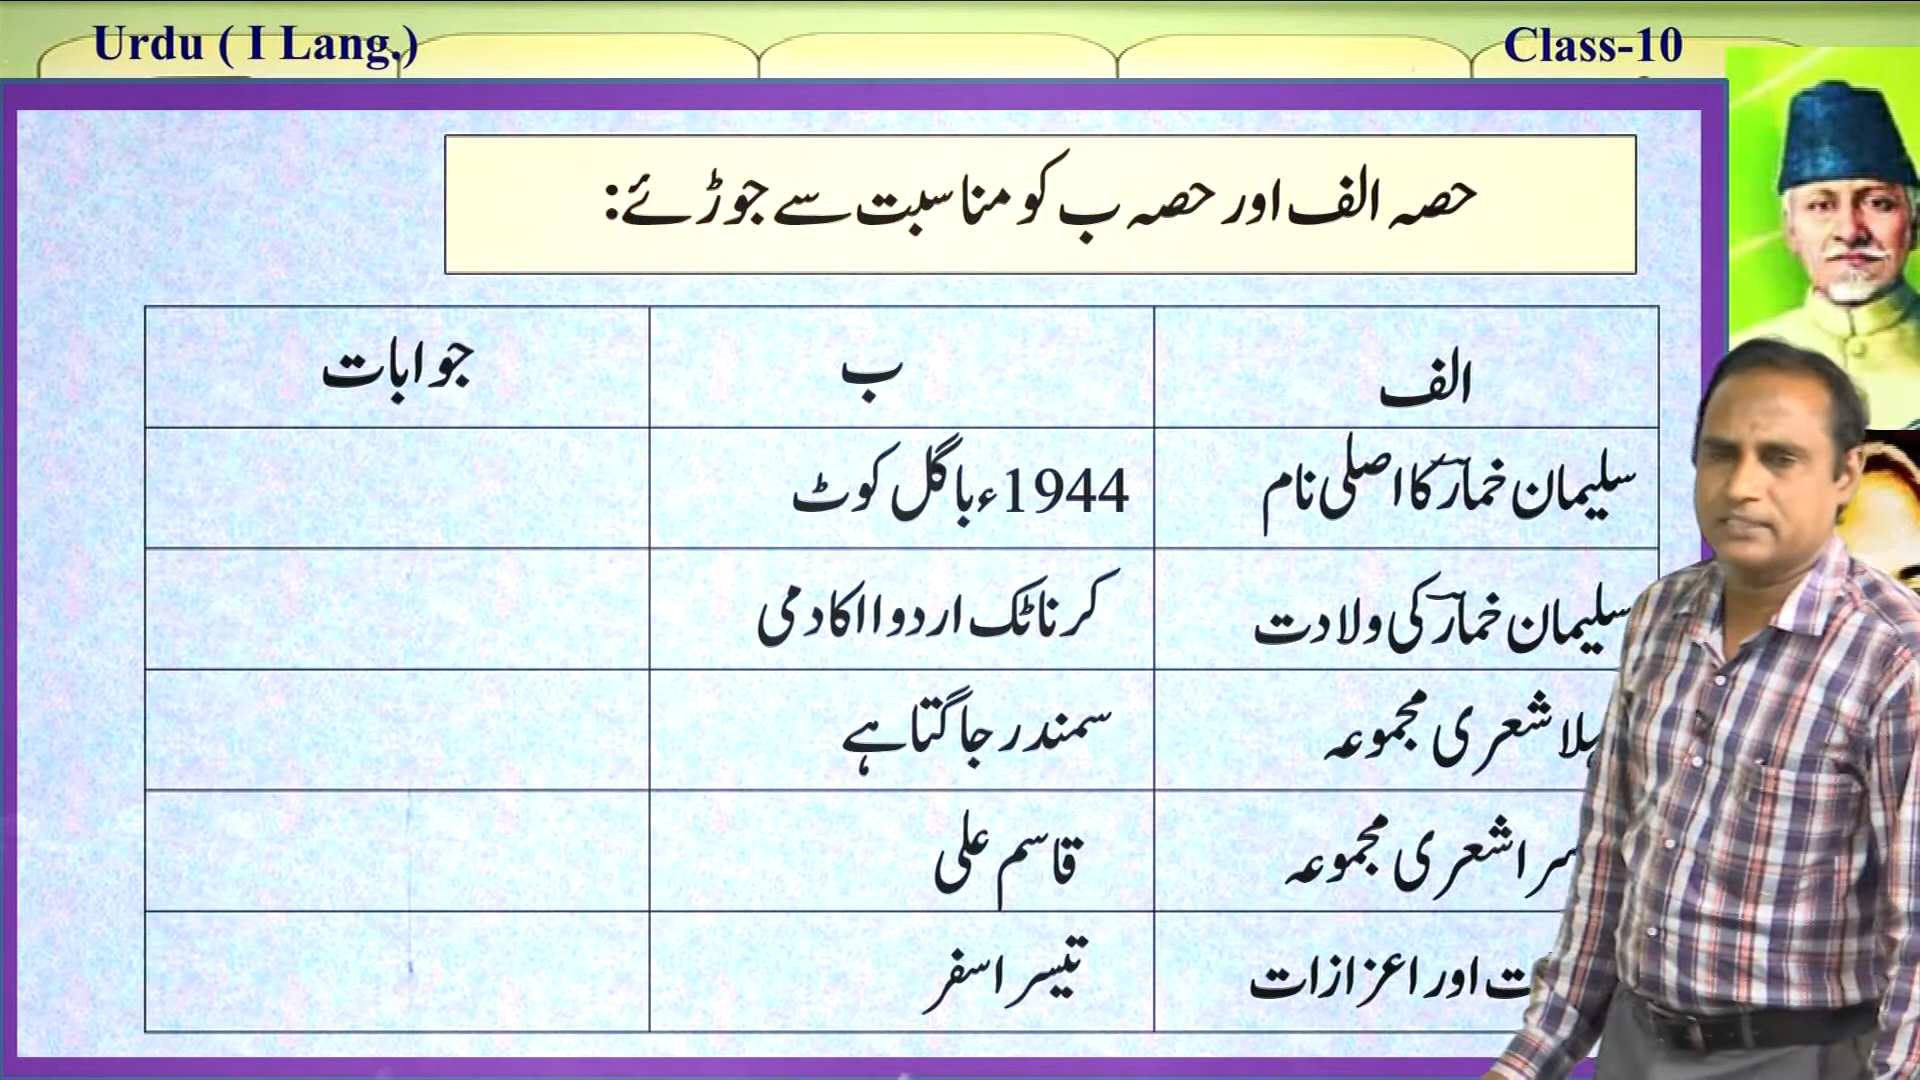 Urdu ( I Lang.)
Class-10
حصہ الف اور حصہ ب کو مناسبت سے جوڑئے:
الف ب جوابات
سلیمان خمارؔ کا اصلی نام 1944ء باگل کوٹ
سلیمان خمارؔ کی ولادت کرناٹک اردو ااکادمی
شعری مجموعہ سمندر جاگتا ہے
شعری مجموعہ قاسم علی
اور اعزازات تیسرا سفر